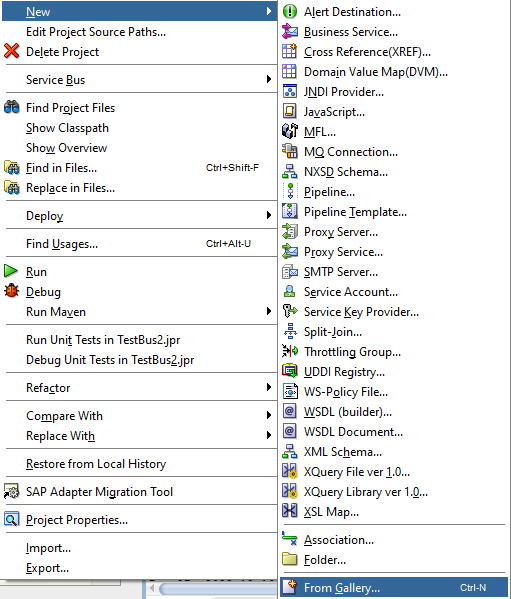 New
Edit Project Source Paths...
Delete Project
Service Bus
Find Project Files
Show Classpath
Show Overview
Find in Files... Ctrl+Shift-F
Replace in Files...
Deploy
Find Usages... Ctrl+Alt-U
Run
Debug
Run Maven
Run Unit Tests in TestBus2.jpr
Debug Unit Tests in TestBus2.jpr
Refactor
Compare With
Replace With
Restore from Local History
SAP Adapter Migration Tool
Project Properties...
Import...
Export...
Alert Destination...
Business Service...
Cross Reference(XREF)...
Domain Value Map(DVM)...
JNDI Provider...
JavaScript...
MFL...
MQ Connection...
NXSD Schema...
Pipeline...
Pipeline Template...
Proxy Server...
Proxy Service...
SMTP Server...
Service Account...
Service Key Provider...
Split-Join...
Throttling Group...
UDDI Registry...
WS-Policy File...
WSDL (builder)...
WSDL Document...
XML Schema...
XQuery File ver 1.0...
XQuery Library ver 1.0...
XSL Map...
Association...
Folder...
From Gallery... Ctrl-N